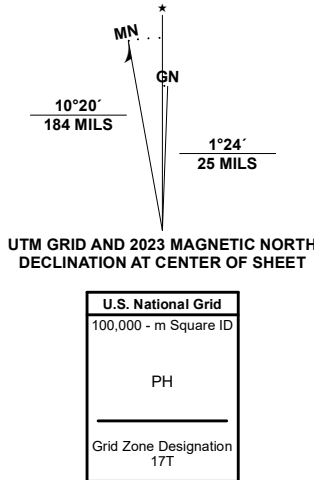 ★
MN
GN
10°20´
184 MILS
1°24´
25 MILS
UTM GRID AND 2023 MAGNETIC NORTH
DECLINATION AT CENTER OF SHEET
U.S. National Grid
100,000 - m Square ID
PH
Grid Zone Designation
17T